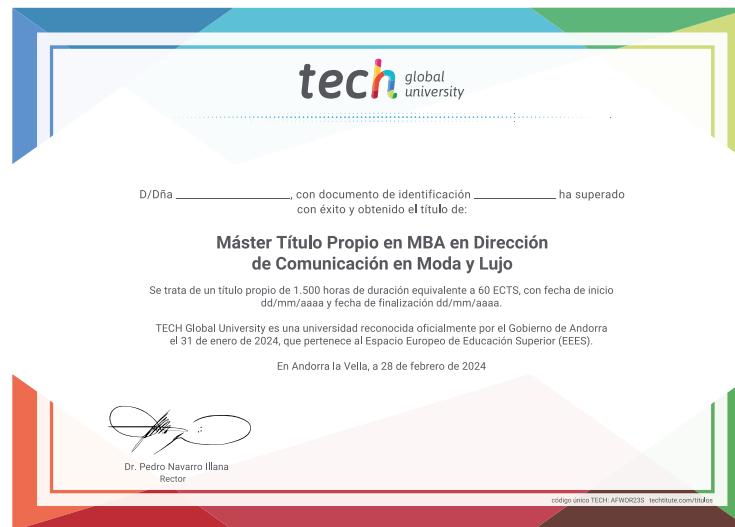 tech global university
D/Dña ____________________, con documento de identificación ______________ ha superado
con éxito y obtenido el título de:
Máster Título Propio en MBA en Dirección
de Comunicación en Moda y Lujo
Se trata de un título propio de 1.500 horas de duración equivalente a 60 ECTS, con fecha de inicio
dd/mm/aaaa y fecha de finalización dd/mm/aaaa.
TECH Global University es una universidad reconocida oficialmente por el Gobierno de Andorra
el 31 de enero de 2024, que pertenece al Espacio Europeo de Educación Superior (EEES).
En Andorra la Vella, a 28 de febrero de 2024
Dr. Pedro Navarro Illana
Rector
código único TECH: AFWOR23S techtitute.com/titulos